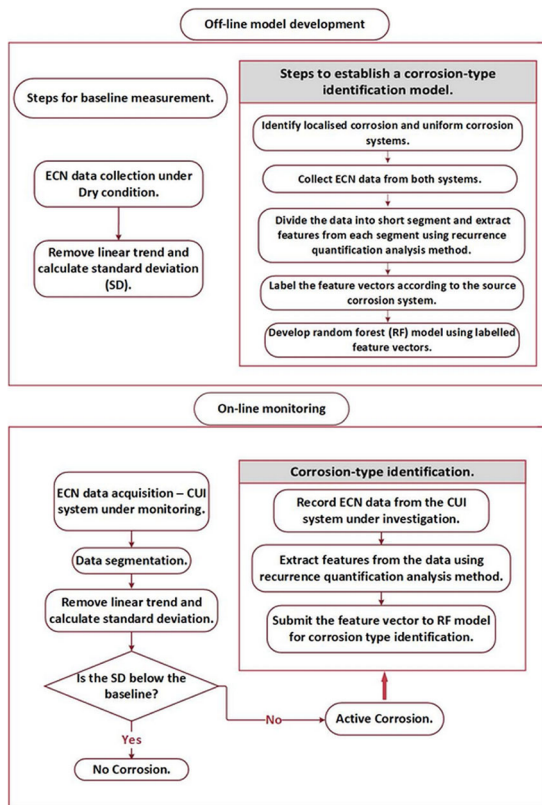 Off-line model development
Steps for baseline measurement.
ECN data collection under
Dry condition.
Remove linear trend and
calculate standard deviation
(SD).
Steps to establish a corrosion-type
identification model.
Identify localised corrosion and uniform corrosion
systems.
Collect ECN data from both systems.
Divide the data into short segment and extract
features from each segment using recurrence
quantification analysis method.
Label the feature vectors according to the source
corrosion system.
Develop random forest (RF) model using labelled
feature vectors.
On-line monitoring
ECN data acquisition – CUI
system under monitoring.
Data segmentation.
Remove linear trend and
calculate standard deviation.
Is the SD below the
baseline?
Yes
No Corrosion.
No
Active Corrosion.
Corrosion-type identification.
Record ECN data from the CUI
system under investigation.
Extract features from the data using
recurrence quantification analysis method.
Submit the feature vector to RF model
for corrosion type identification.